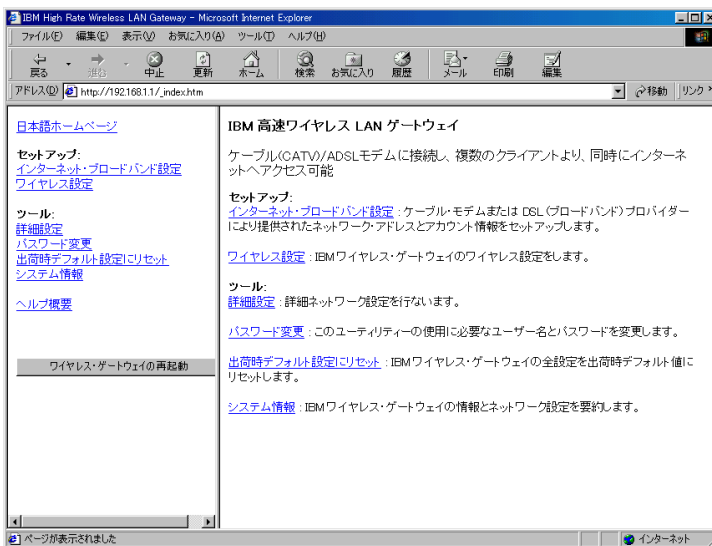 IBM High Rate Wireless LAN Gateway - Microsoft Internet Explorer
ファイル(F) 編集(E) 表示(V) お気に入り(A) ツール(T) ヘルプ(H)
戻る 進む 中止 更新 ホーム 検索 お気に入り 履歴 メール 印刷 編集
アドレス(D) http://192.168.1.1/_index.htm 移動 リンク »
日本語ホームページ
セットアップ:
インターネット・ブロードバンド設定
ワイヤレス設定
ツール:
詳細設定
パスワード変更
出荷時デフォルト設定にリセット
システム情報
ヘルプ概要
ワイヤレス・ゲートウェイの再起動
IBM 高速ワイヤレス LAN ゲートウェイ
ケーブル(CATV)/ADSLモデムに接続し、複数のクライアントより、同時にインターネ
ットへアクセス可能
セットアップ:
インターネット・ブロードバンド設定 : ケーブル・モデムまたは DSL (ブロードバンド) プロバイダー
により提供されたネットワーク・アドレスとアカウント情報をセットアップします。
ワイヤレス設定 : IBM ワイヤレス・ゲートウェイのワイヤレス設定をします。
ツール:
詳細設定 : 詳細ネットワーク設定を行ないます。
パスワード変更 : このユーティリティーの使用に必要なユーザー名とパスワードを変更します。
出荷時デフォルト設定にリセット : IBM ワイヤレス・ゲートウェイの全設定を出荷時デフォルト値に
リセットします。
システム情報 : IBM ワイヤレス・ゲートウェイの情報とネットワーク設定を要約します。
ページが表示されました インターネット